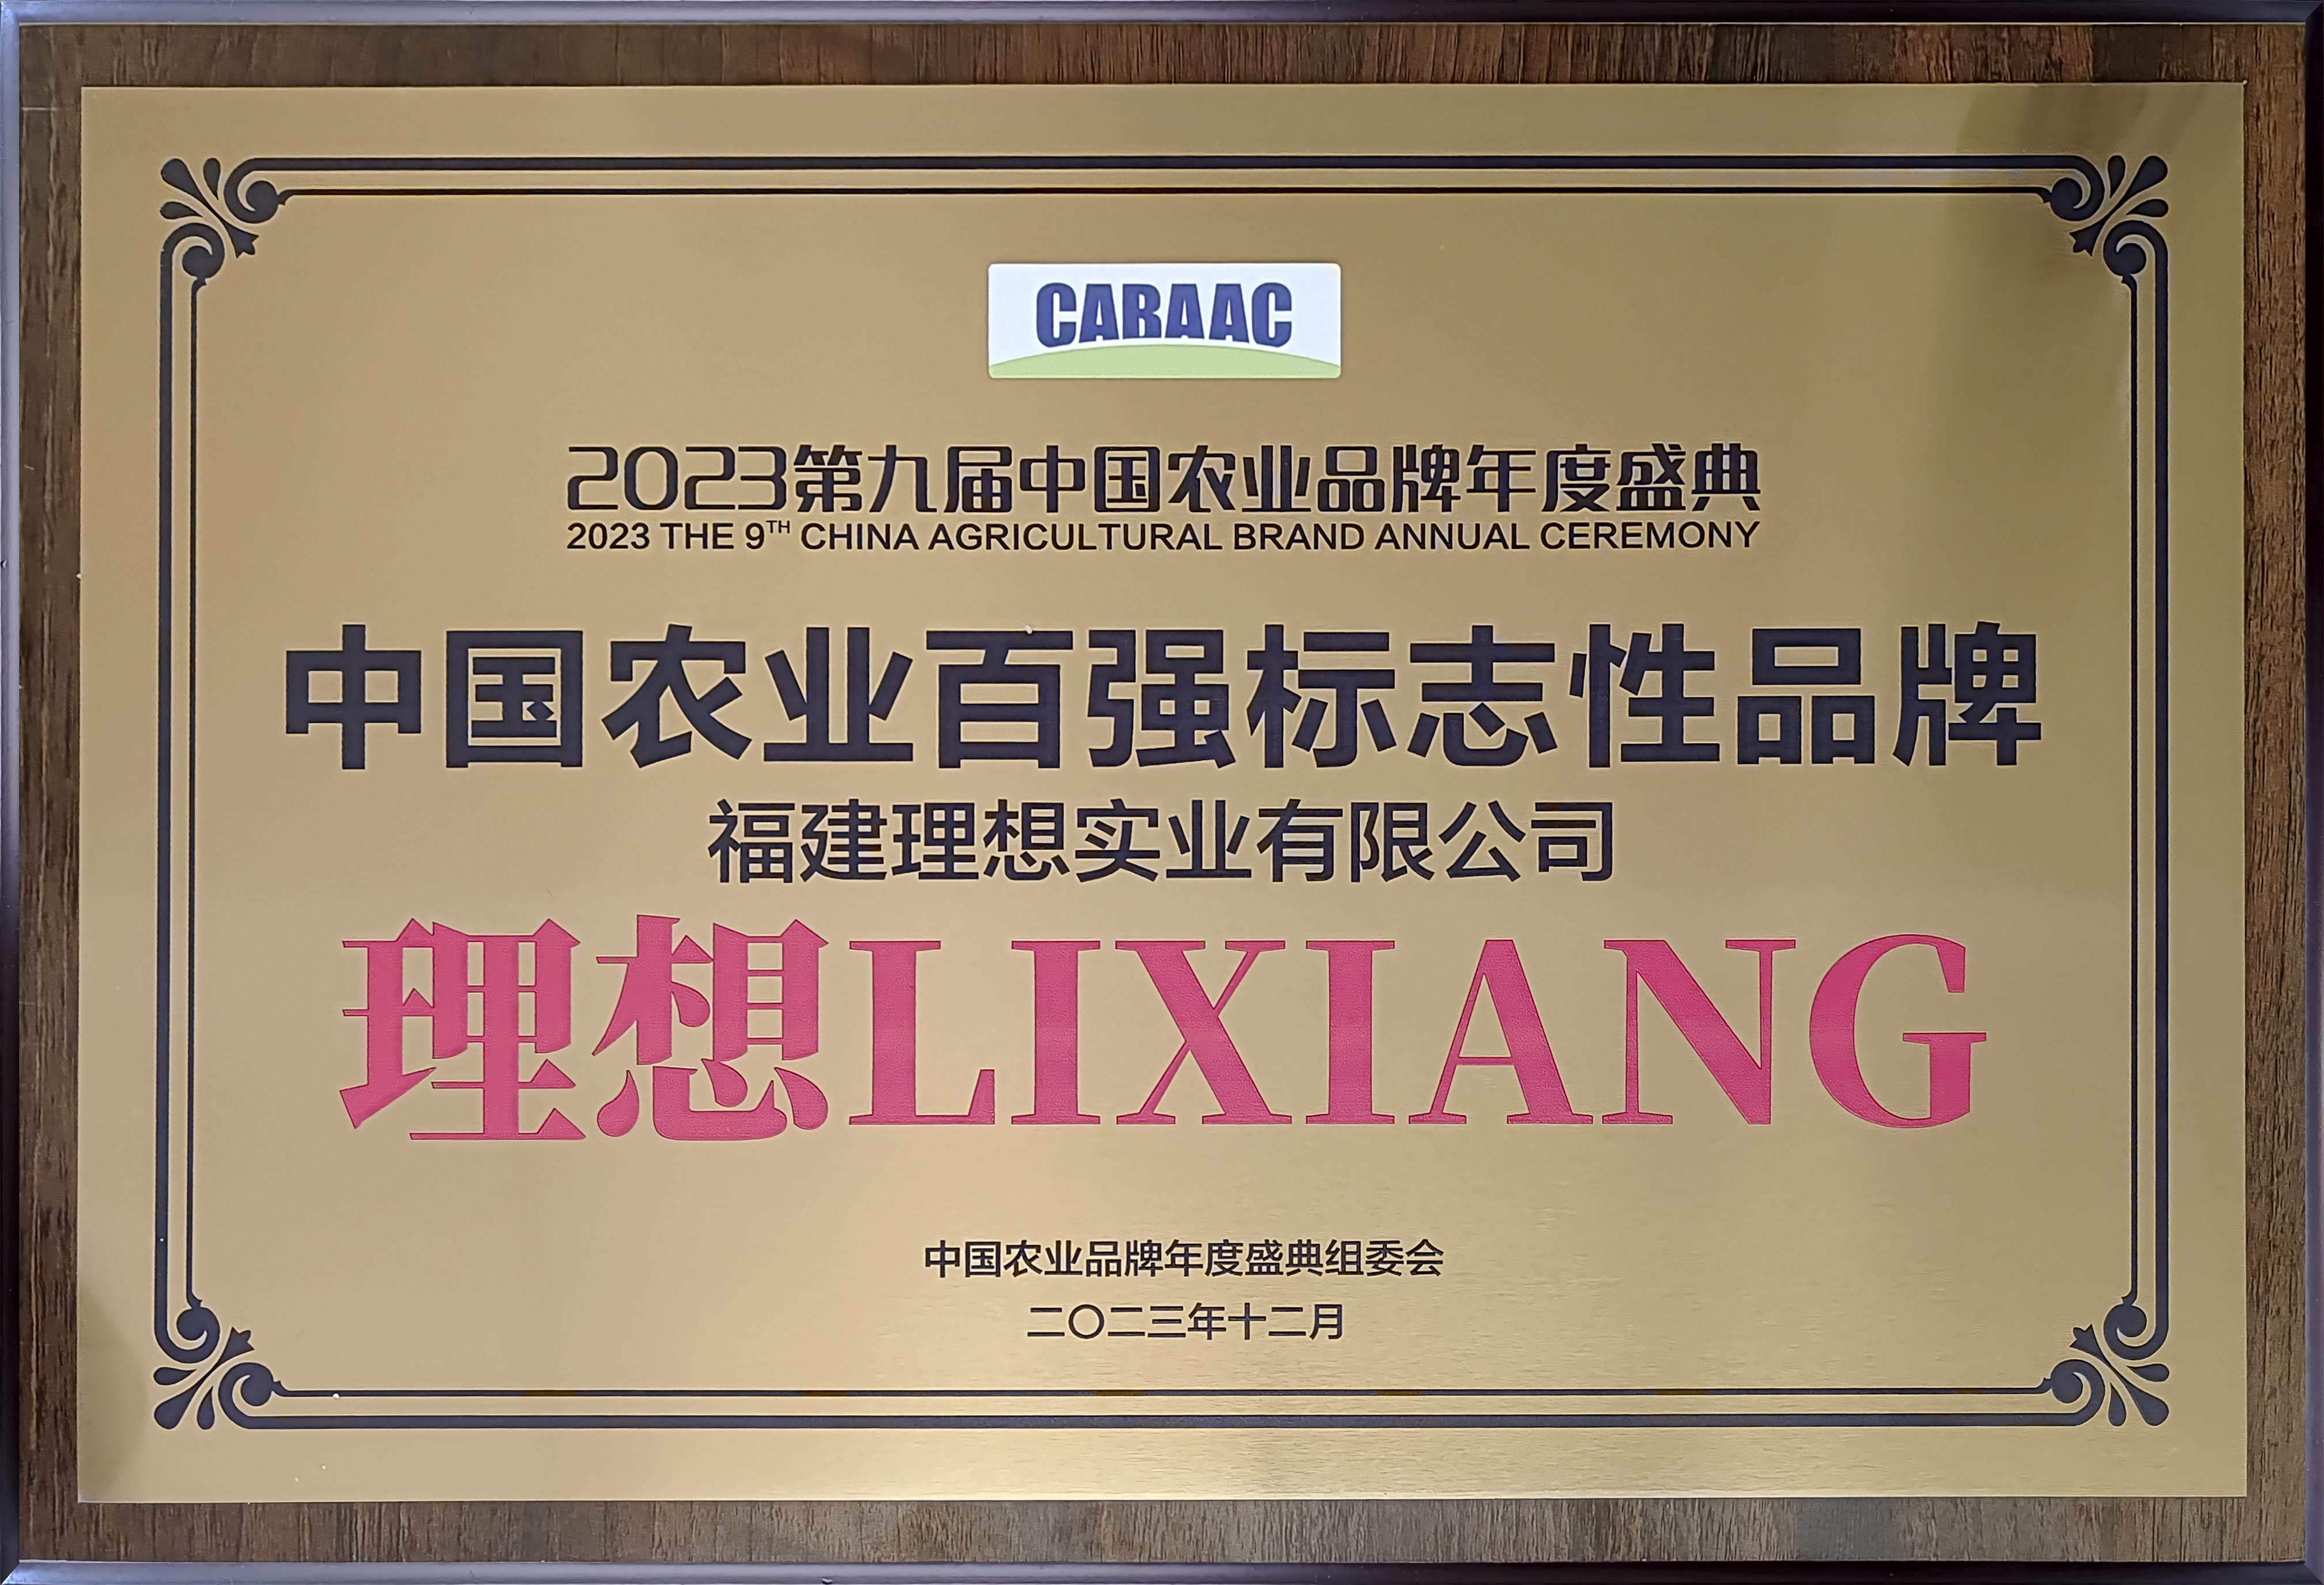 CABAAC
2023第九届中国农业品牌年度盛典
2023 THE 9TH CHINA AGRICULTURAL BRAND ANNUAL CEREMONY
中国农业百强标志性品牌
福建理想实业有限公司
理想LIXIANG
中国农业品牌年度盛典组委会
二〇二三年十二月